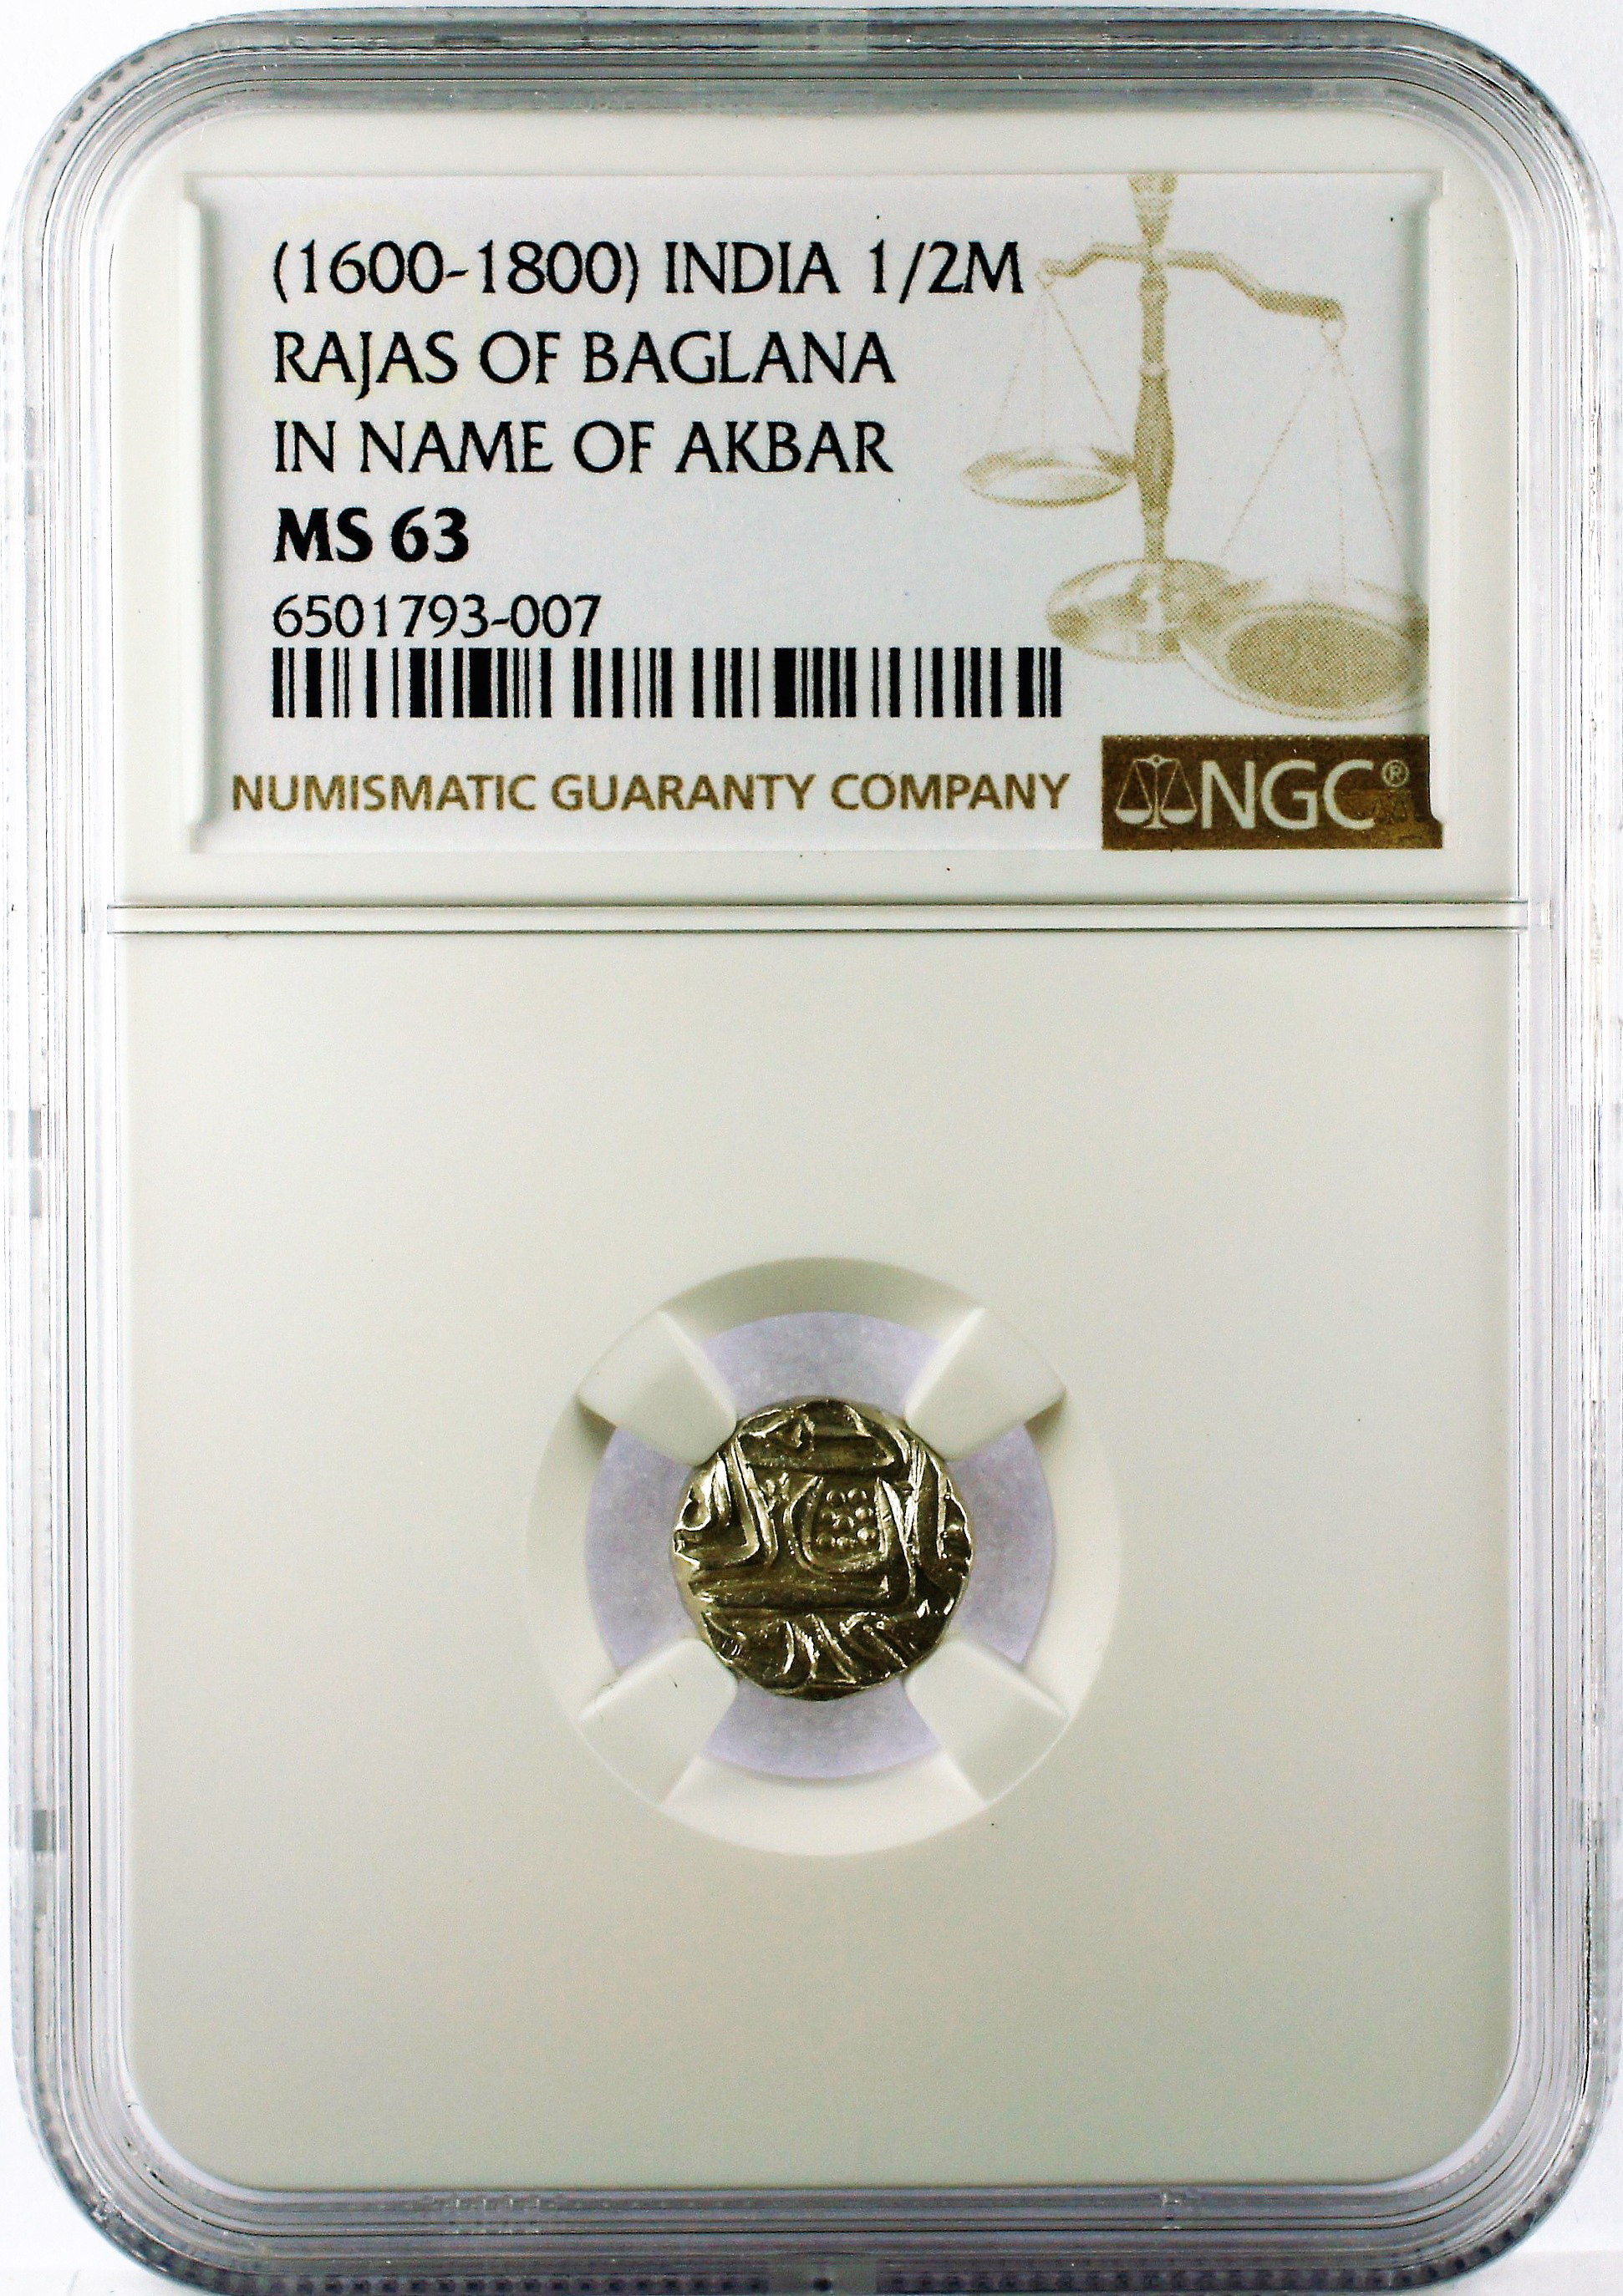 (1600-1800) INDIA 1/2M
RAJAS OF BAGLANA
IN NAME OF AKBAR
MS 63
6501793-007
NUMISMATIC GUARANTY COMPANY NGC®